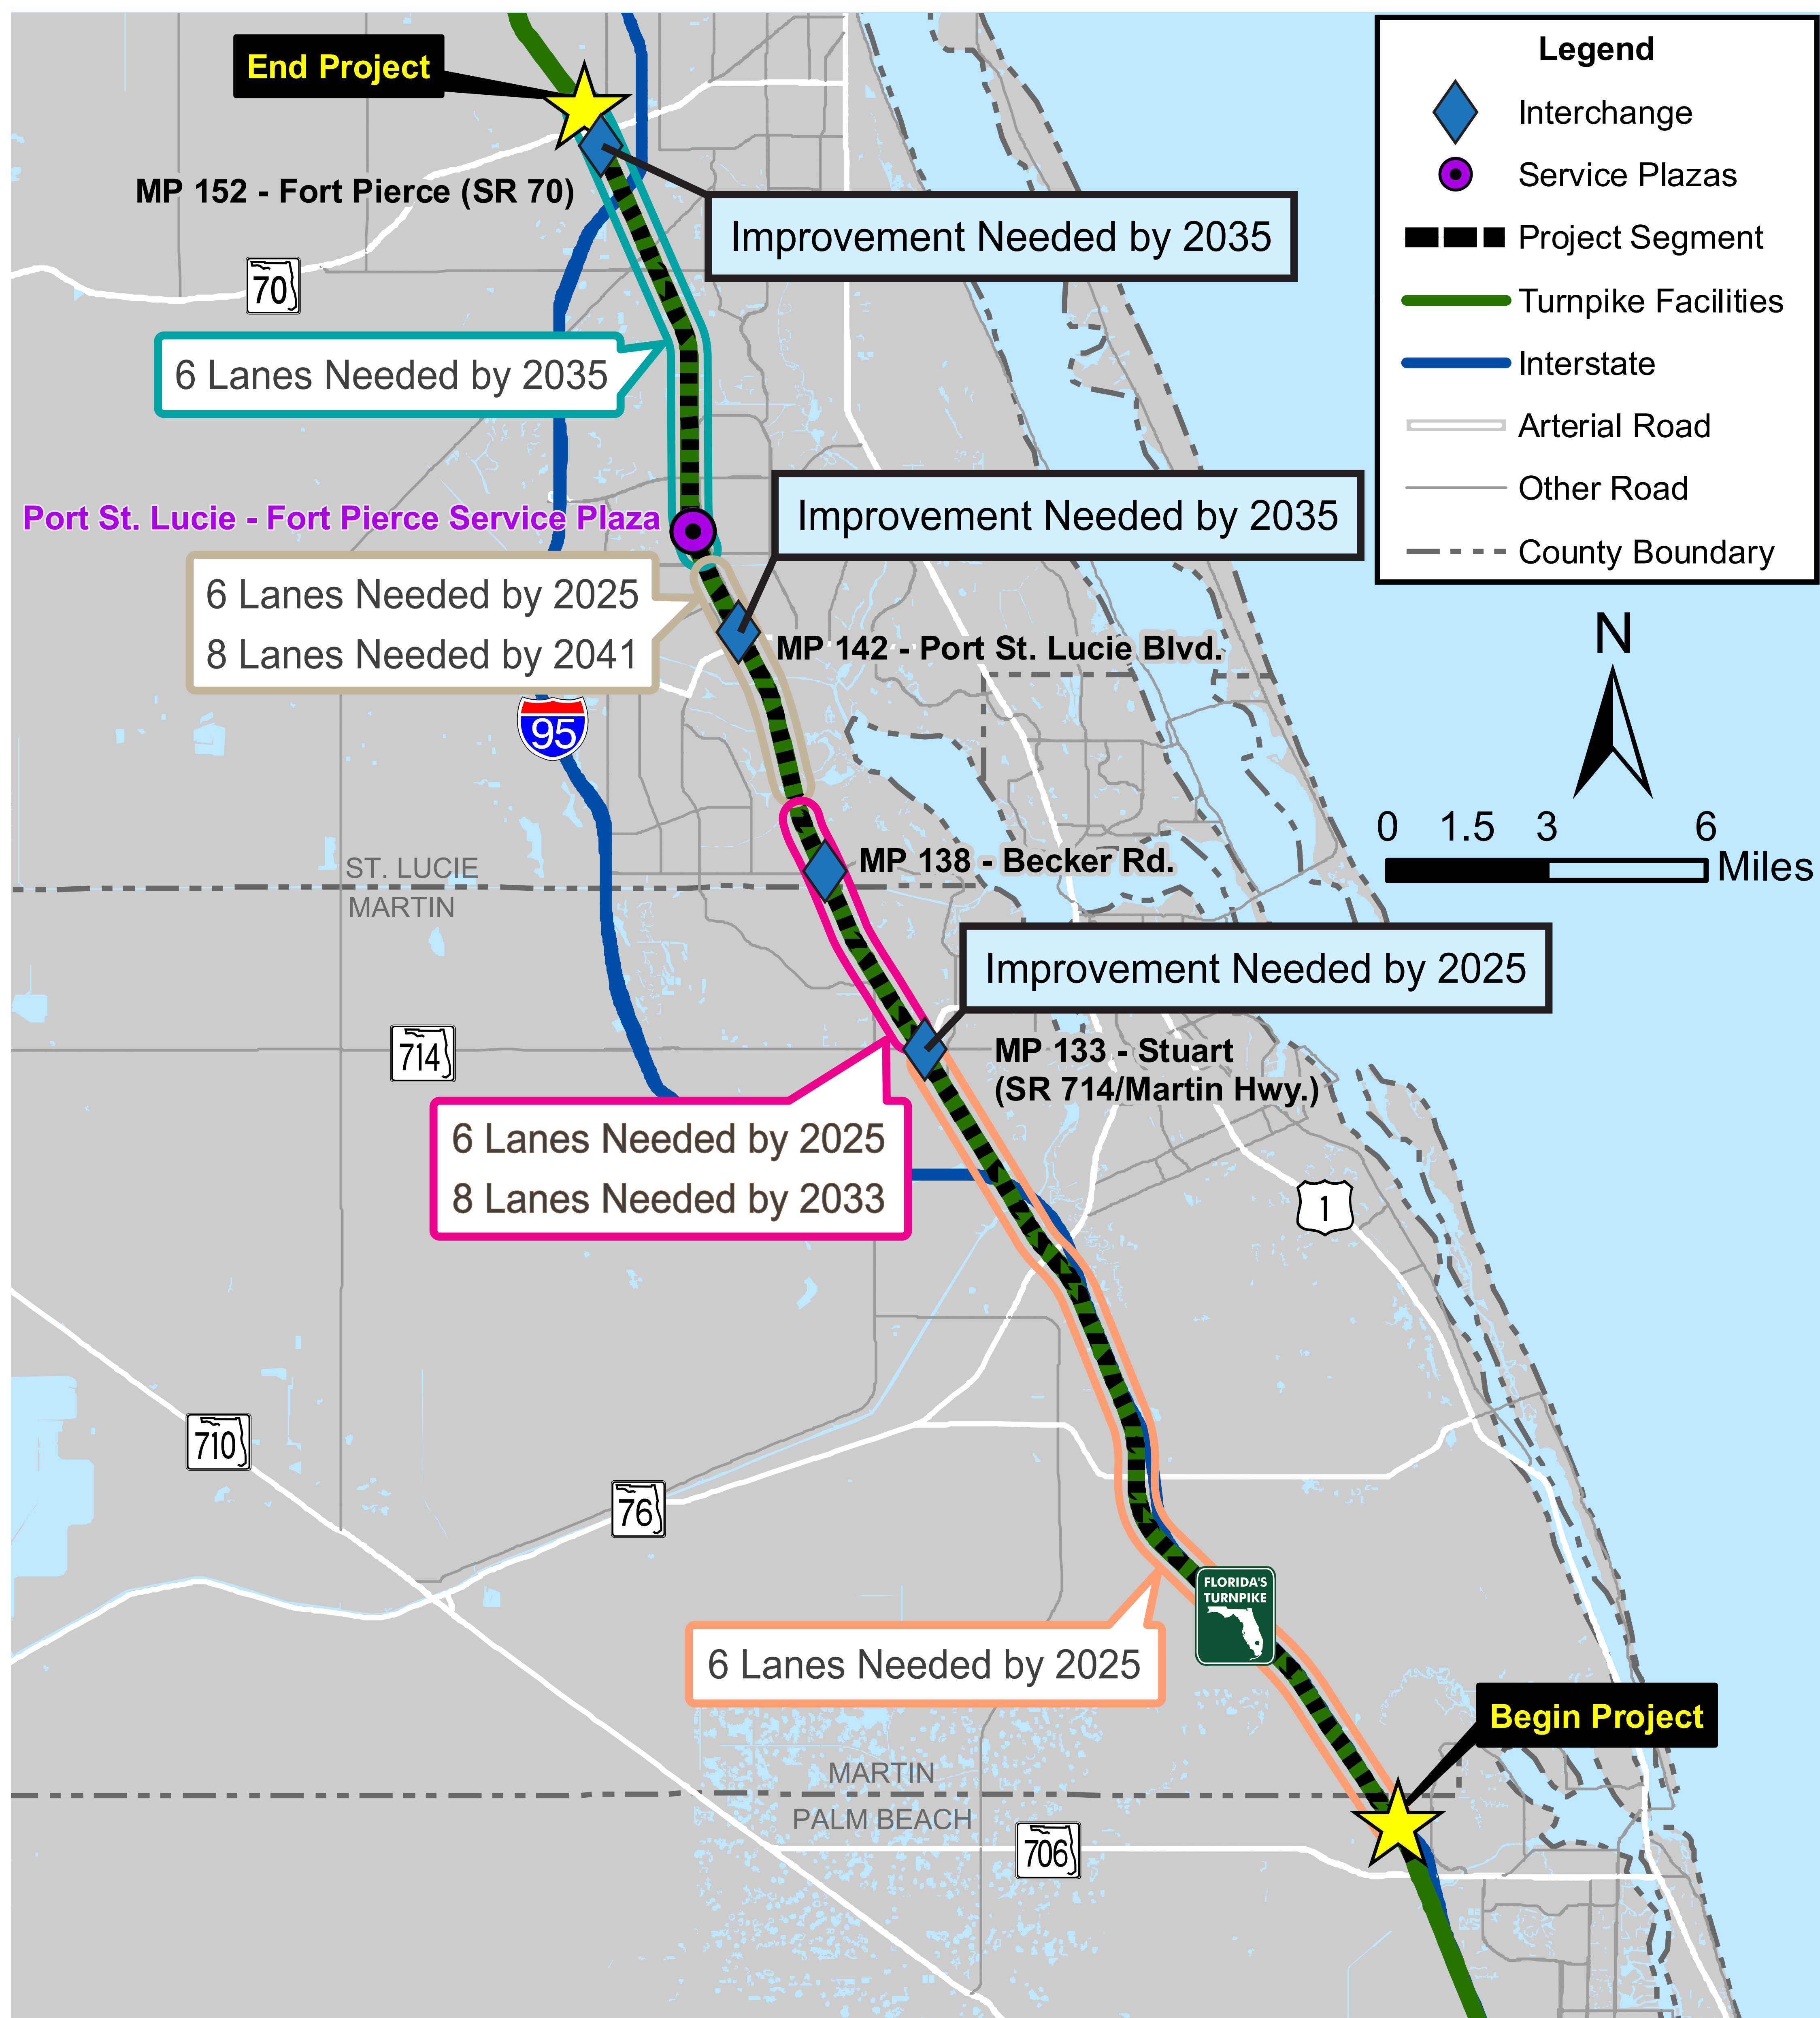 End Project
MP 152 - Fort Pierce (SR 70)
Improvement Needed by 2035
70
6 Lanes Needed by 2035
Port St. Lucie - Fort Pierce Service Plaza
Improvement Needed by 2035
6 Lanes Needed by 2025
8 Lanes Needed by 2041
MP 142 - Port St. Lucie Blvd.
95
MP 138 - Becker Rd.
ST. LUCIE
MARTIN
Improvement Needed by 2025
714
MP 133 - Stuart
(SR 714/Martin Hwy.)
6 Lanes Needed by 2025
8 Lanes Needed by 2033
1
710
76
FLORIDA'S
TURNPIKE
6 Lanes Needed by 2025
Begin Project
MARTIN
PALM BEACH
706
Legend
Interchange
Service Plazas
Project Segment
Turnpike Facilities
Interstate
Arterial Road
Other Road
County Boundary
N
0 1.5 3 6
Miles